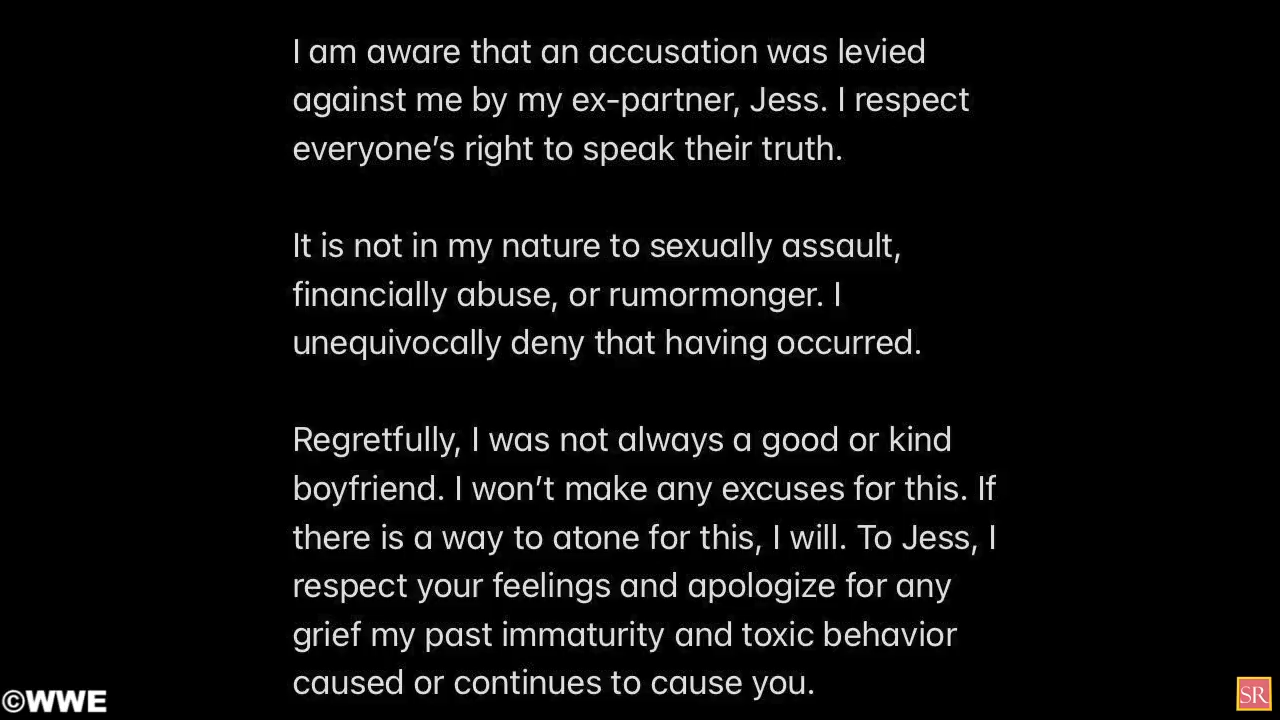 I am aware that an accusation was levied
against me by my ex-partner, Jess. I respect
everyone’s right to speak their truth.
It is not in my nature to sexually assault,
financially abuse, or rumormonger. I
unequivocally deny that having occurred.
Regretfully, I was not always a good or kind
boyfriend. I won’t make any excuses for this. If
there is a way to atone for this, I will. To Jess, I
respect your feelings and apologize for any
grief my past immaturity and toxic behavior
caused or continues to cause you.
©WWE
SR